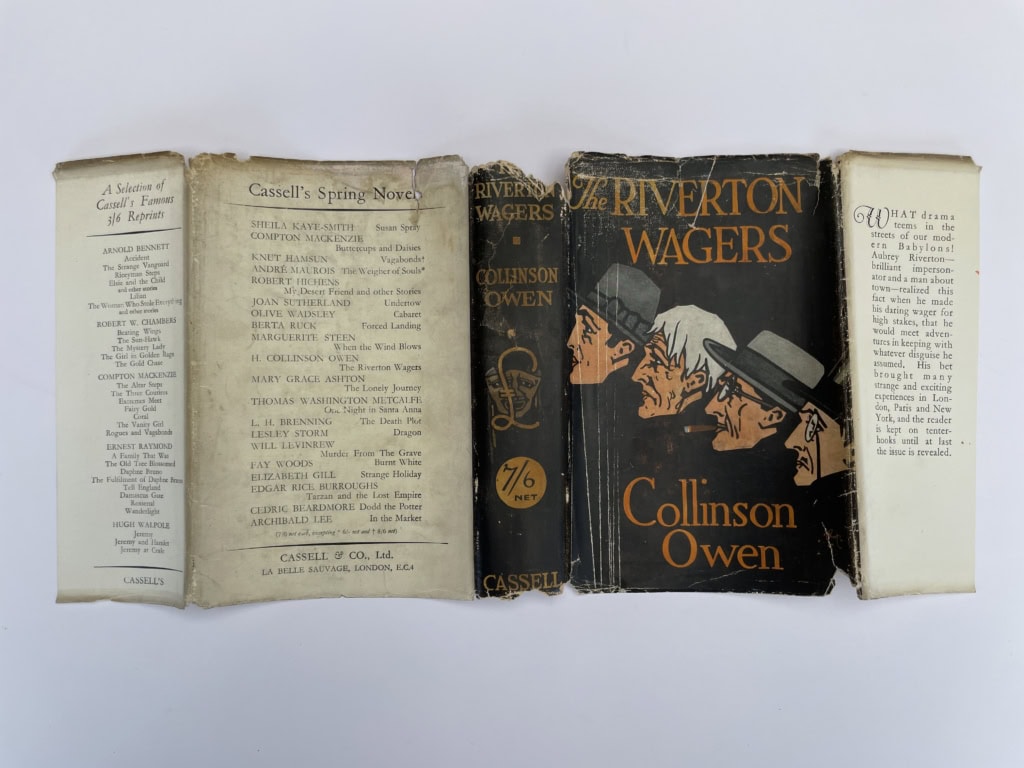 A Selection of
Cassell's Famous
3/6 Reprints
ARNOLD BENNETT
Accident
The Strange Vanguard
Riceyman Steps
Elsie and the Child
and other stories
Lilian
The Woman Who Stole Everything
and other stories
ROBERT W. CHAMBERS
Beating Wings
The Sun-Hawk
The Mystery Lady
The Girl in Golden Rags
The Gold Chase
COMPTON MACKENZIE
The Altar Steps
The Three Couriers
Extremes Meet
Fairy Gold
Coral
The Vanity Girl
Rogues and Vagabonds
ERNEST RAYMOND
A Family That Was
The Old Tree Blossomed
Daphne Bruno
The Fulfilment of Daphne Bruno
Tell England
Damascus Gate
Rossenal
Wanderlight
HUGH WALPOLE
Jeremy
Jeremy and Hamlet
Jeremy at Crale
CASSELL'S
Cassell's Spring Novels
SHEILA KAYE-SMITH Susan Spray
COMPTON MACKENZIE
Buttercups and Daisies
KNUT HAMSUN Vagabonds†
ANDRÉ MAUROIS The Weigher of Souls*
ROBERT HICHENS
My Desert Friend and other Stories
JOAN SUTHERLAND Undertow
OLIVE WADSLEY Cabaret
BERTA RUCK Forced Landing
MARGUERITE STEEN
When the Wind Blows
H. COLLINSON OWEN
The Riverton Wagers
MARY GRACE ASHTON
The Lonely Journey
THOMAS WASHINGTON METCALFE
One Night in Santa Anna
L. H. BRENNING The Death Plot
LESLEY STORM Dragon
WILL LEVINREW
Murder From The Grave
FAY WOODS Burnt White
ELIZABETH GILL Strange Holiday
EDGAR RICE BURROUGHS
Tarzan and the Lost Empire
CEDRIC BEARDMORE Dodd the Potter
ARCHIBALD LEE In the Market
(7/6 net each, excepting * 6/- net and † 8/6 net)
CASSELL & CO., Ltd.
LA BELLE SAUVAGE, LONDON, E.C.4
RIVERTON
WAGERS
COLLINSON
OWEN
7/6
NET
CASSELL
The RIVERTON
WAGERS
Collinson
Owen
WHAT drama
teems in the
streets of our mod-
ern Babylons!
Aubrey Riverton—
brilliant imperson-
ator and a man about
town—realized this
fact when he made
his daring wager for
high stakes, that he
would meet adven-
tures in keeping with
whatever disguise he
assumed. His bet
brought many
strange and exciting
experiences in Lon-
don, Paris and New
York, and the reader
is kept on tenter-
hooks until at last
the issue is revealed.